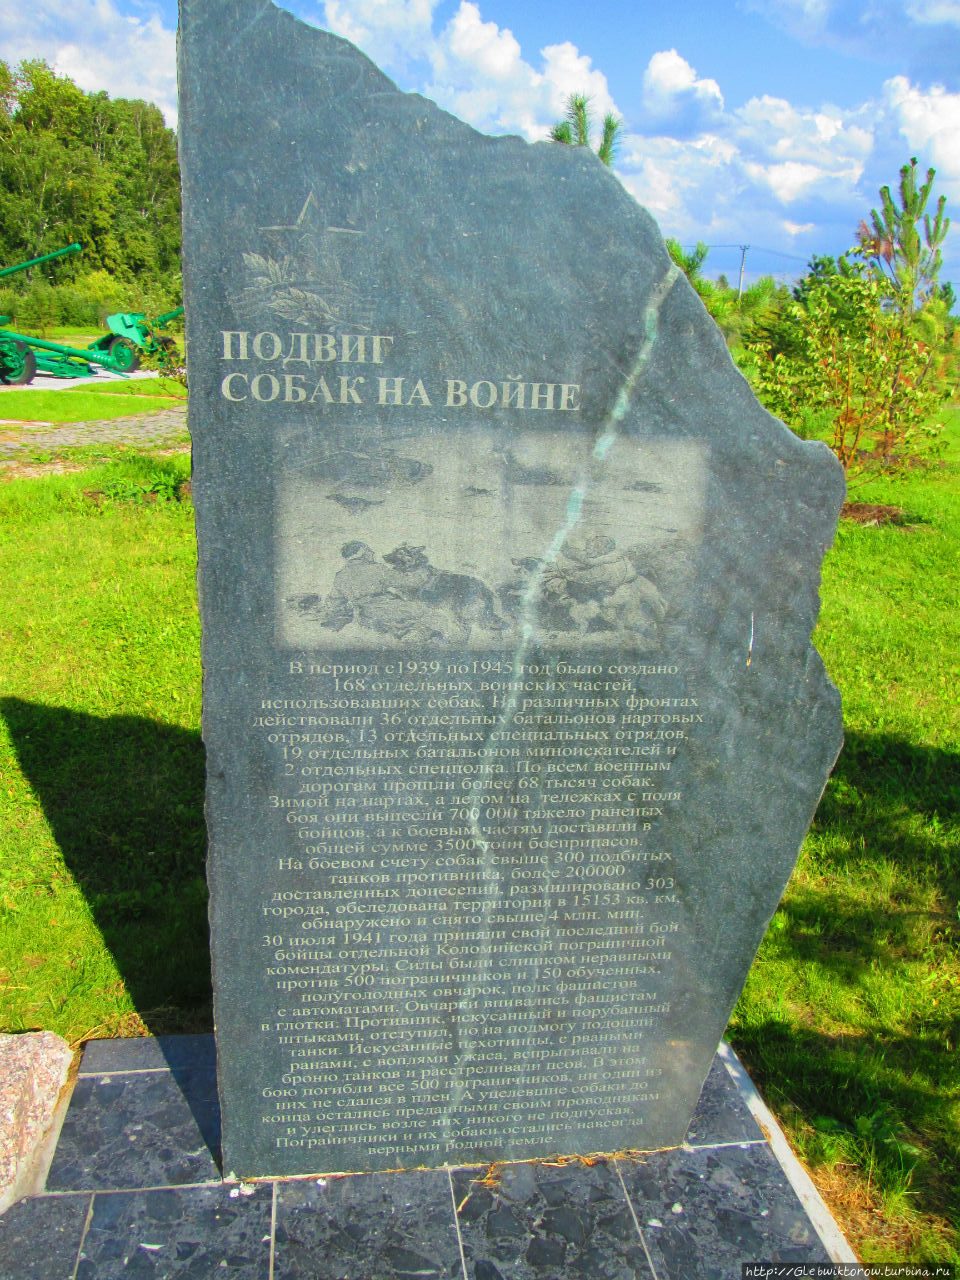 ПОДВИГ
СОБАК НА ВОЙНЕ
В период с1939 по1945 год было создано
168 отдельных воинских частей,
использовавших собак. На различных фронтах
действовали 36 отдельных батальонов нартовых
отрядов, 13 отдельных специальных отрядов,
19 отдельных батальонов миноискателей и
2 отдельных спецполка. По всем военным
дорогам прошли более 68 тысяч собак.
Зимой на нартах, а летом на тележках с поля
боя они вынесли 700 000 тяжело раненых
бойцов, а к боевым частям доставили в
общей сумме 3500 тонн боеприпасов.
На боевом счету собак свыше 300 подбитых
танков противника, более 200000
доставленных донесений, разминировано 303
города, обследована территория в 15153 кв. км,
обнаружено и снято свыше 4 млн. мин.
30 июля 1941 года приняли свой последний бой
бойцы отдельной Коломийской пограничной
комендатуры. Силы были слишком неравными
против 500 пограничников и 150 обученных,
полуголодных овчарок, полк фашистов
с автоматами. Овчарки впивались фашистам
в глотки. Противник, искусанный и порубанный
штыками, отступил, но на подмогу подошли
танки. Искусанные пехотинцы, с рваными
ранами, с воплями ужаса, вспрыгивали на
броню танков и расстреливали псов. В этом
бою погибли все 500 пограничников, ни один из
них не сдался в плен. А уцелевшие собаки до
конца остались преданными своим проводникам
и улеглись возле них никого не подпуская.
Пограничники и их собаки остались навсегда
верными родной земле.
http://Glebwiktorow.turbina.ru/